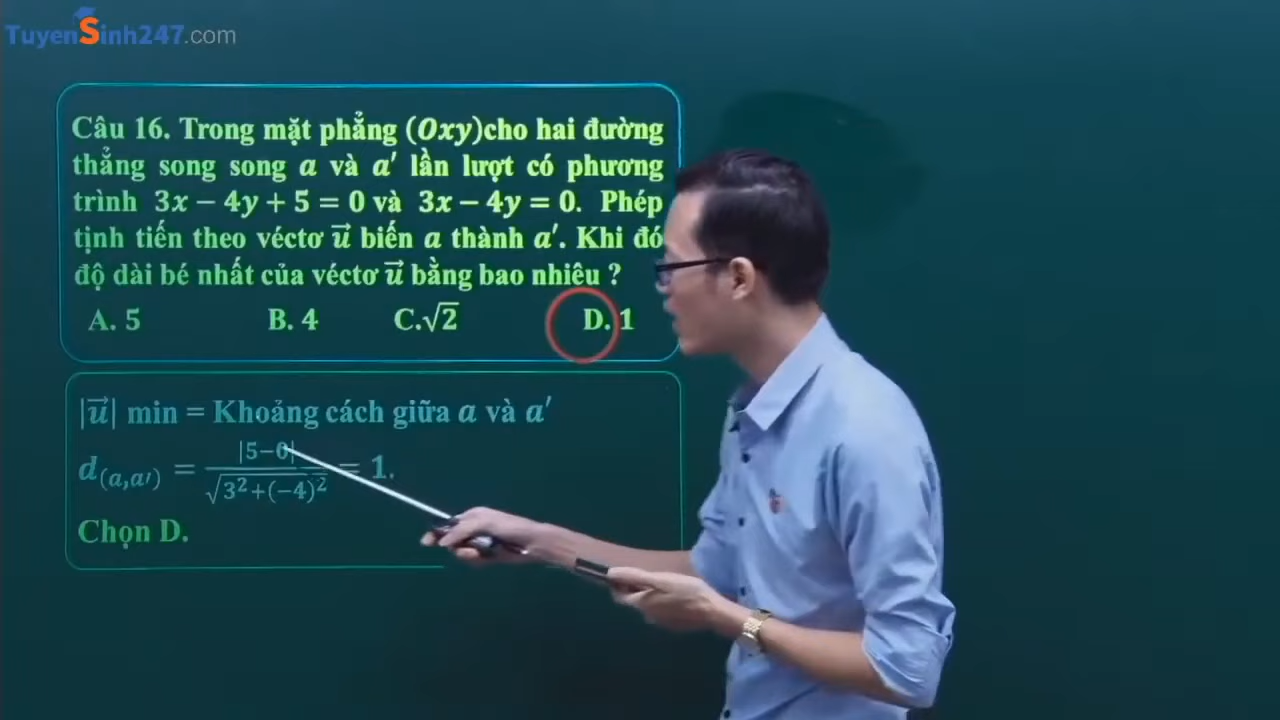 TuyenSinh247.com
Câu 16. Trong mặt phẳng (Oxy)cho hai đường
thẳng song song a và a′ lần lượt có phương
trình 3x − 4y + 5 = 0 và 3x − 4y = 0. Phép
tịnh tiến theo véctơ u⃗ biến a thành a′. Khi đó
độ dài bé nhất của véctơ u⃗ bằng bao nhiêu ?
A. 5 B. 4 C.√2 D. 1
|u⃗| min = Khoảng cách giữa a và a′
d(a,a′) = |5−0| / √3²+(−4)² = 1.
Chọn D.